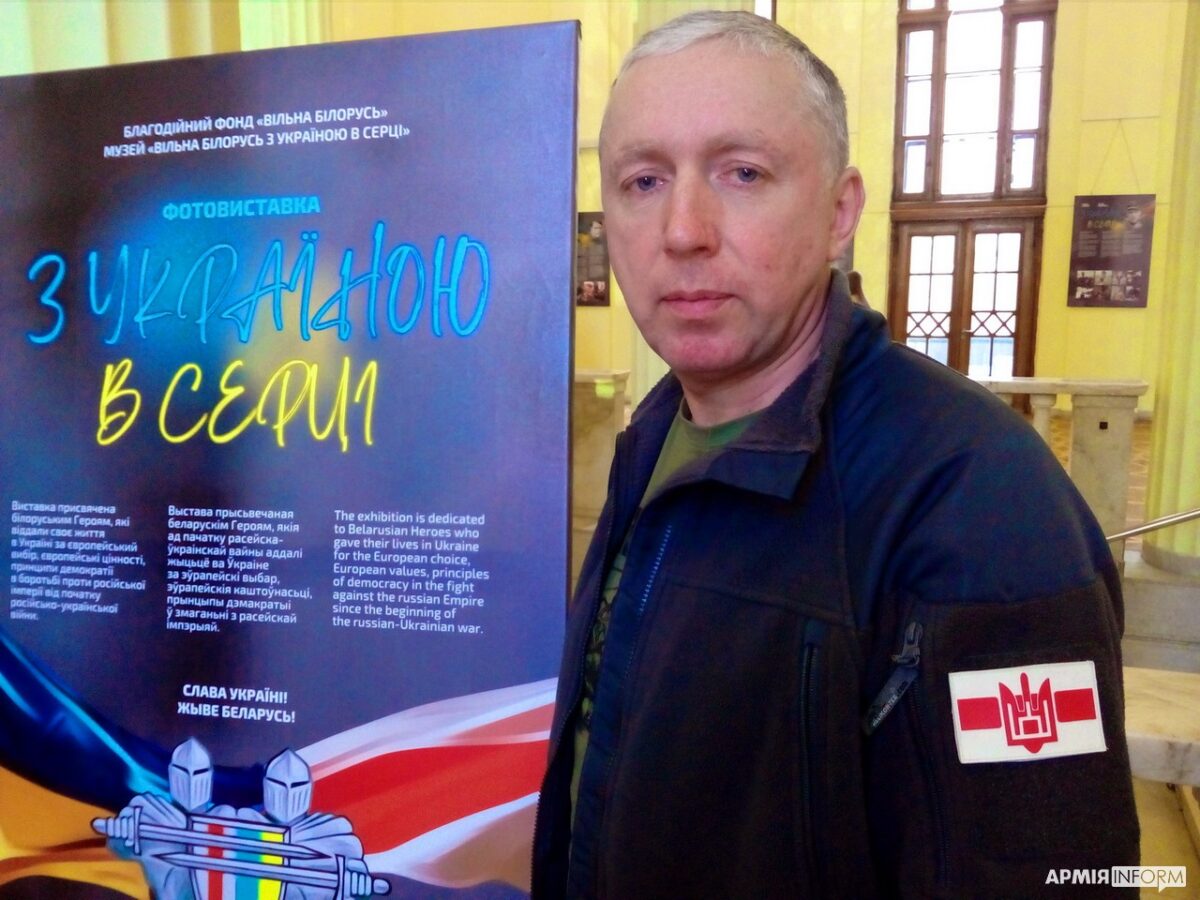 БЛАГОДІЙНИЙ ФОНД «ВІЛЬНА БІЛОРУСЬ»
МУЗЕЙ «ВІЛЬНА БІЛОРУСЬ З УКРАЇНОЮ В СЕРЦІ»
ФОТОВИСТАВКА
З УКРАЇНОЮ
В СЕРЦІ
Виставка присвячена
білоруським Героям, які
віддали своє життя
в Україні за європейський
вибір, європейські цінності,
принципи демократії
в боротьбі проти російської
імперії від початку
російсько-української
війни.
Выстава прысьвечаная
беларускім Героям, якія
ад пачатку расейска-
ўкраінскай вайны аддалі
жыцьцё ва Ўкраіне
за эўрапейскі выбар,
эўрапейскія каштоўнасьці,
прынцыпы дэмакратыі
ў змаганьні з расейскай
імпэрыяй.
The exhibition is dedicated
to Belarusian Heroes who
gave their lives in Ukraine
for the European choice,
European values, principles
of democracy in the fight
against the russian Empire
since the beginning of
the russian-Ukrainian war.
СЛАВА УКРАЇНІ!
ЖЫВЕ БЕЛАРУСЬ!
АРМІЯINFORM